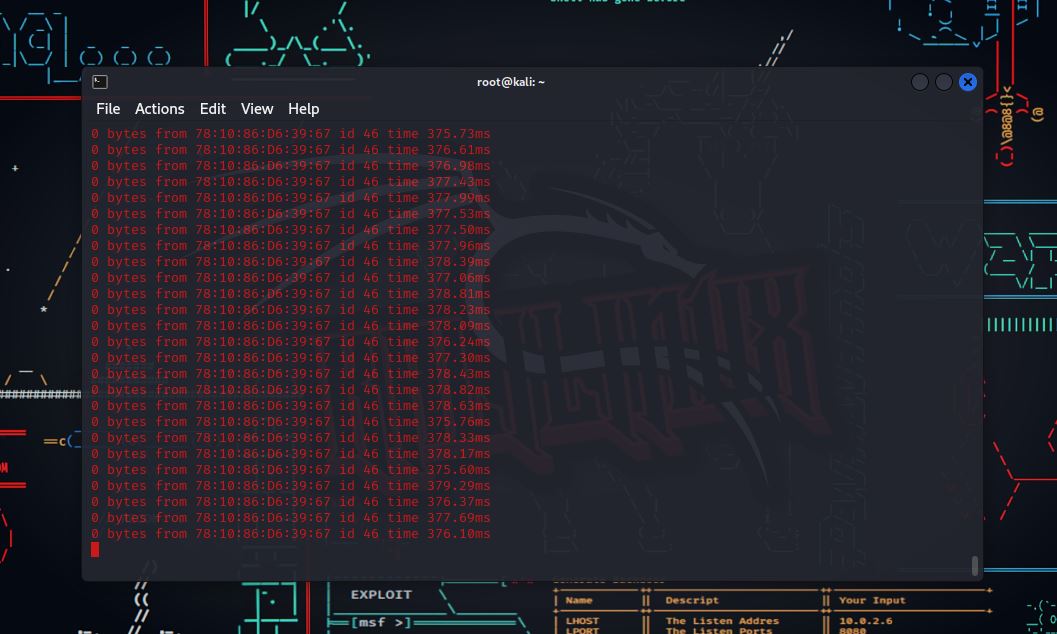 root@kali: ~
File Actions Edit View Help
0 bytes from 78:10:86:D6:39:67 id 46 time 375.73ms
0 bytes from 78:10:86:D6:39:67 id 46 time 376.61ms
0 bytes from 78:10:86:D6:39:67 id 46 time 376.98ms
0 bytes from 78:10:86:D6:39:67 id 46 time 377.43ms
0 bytes from 78:10:86:D6:39:67 id 46 time 377.99ms
0 bytes from 78:10:86:D6:39:67 id 46 time 377.53ms
0 bytes from 78:10:86:D6:39:67 id 46 time 377.50ms
0 bytes from 78:10:86:D6:39:67 id 46 time 377.96ms
0 bytes from 78:10:86:D6:39:67 id 46 time 378.39ms
0 bytes from 78:10:86:D6:39:67 id 46 time 377.06ms
0 bytes from 78:10:86:D6:39:67 id 46 time 378.81ms
0 bytes from 78:10:86:D6:39:67 id 46 time 378.23ms
0 bytes from 78:10:86:D6:39:67 id 46 time 378.09ms
0 bytes from 78:10:86:D6:39:67 id 46 time 376.24ms
0 bytes from 78:10:86:D6:39:67 id 46 time 377.30ms
0 bytes from 78:10:86:D6:39:67 id 46 time 378.43ms
0 bytes from 78:10:86:D6:39:67 id 46 time 378.82ms
0 bytes from 78:10:86:D6:39:67 id 46 time 378.63ms
0 bytes from 78:10:86:D6:39:67 id 46 time 375.76ms
0 bytes from 78:10:86:D6:39:67 id 46 time 378.33ms
0 bytes from 78:10:86:D6:39:67 id 46 time 378.17ms
0 bytes from 78:10:86:D6:39:67 id 46 time 375.60ms
0 bytes from 78:10:86:D6:39:67 id 46 time 379.29ms
0 bytes from 78:10:86:D6:39:67 id 46 time 376.37ms
0 bytes from 78:10:86:D6:39:67 id 46 time 377.69ms
0 bytes from 78:10:86:D6:39:67 id 46 time 376.10ms
EXPLOIT
[msf >]
Name || Descript || Your Input
LHOST || The Listen Addres || 10.0.2.6
LPORT || The Listen Ports || 8080